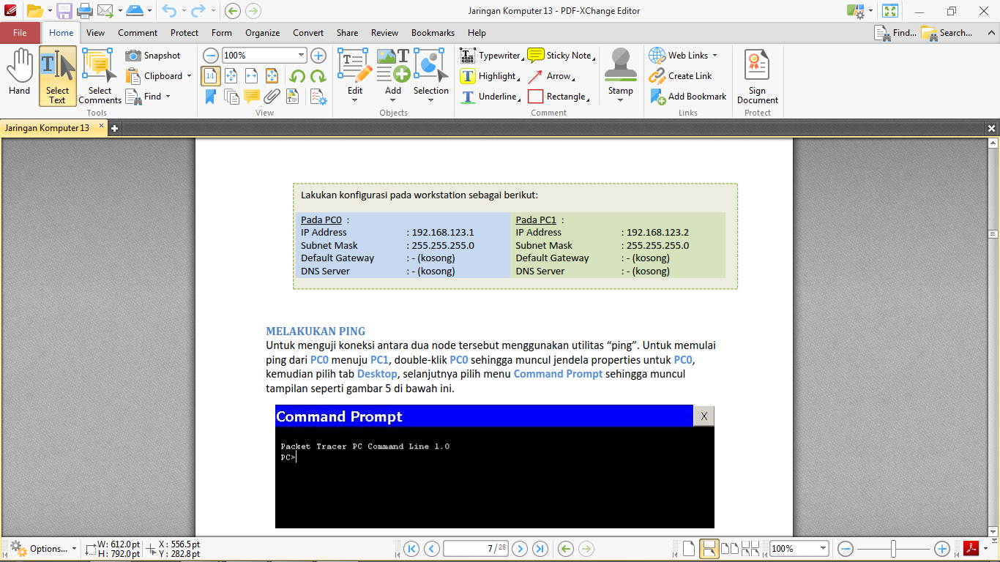 Jaringan Komputer 13 - PDF-XChange Editor
File Home View Comment Protect Form Organize Convert Share Review Bookmarks Help Find... Search...
Hand
Select Text
Select Comments
Snapshot
Clipboard
Find
Tools
100%
1:1
View
Edit
Add
Selection
Objects
Typewriter
Highlight
Underline
Sticky Note
Arrow
Rectangle
Stamp
Comment
Web Links
Create Link
Add Bookmark
Links
Sign Document
Protect
Jaringan Komputer 13
Lakukan konfigurasi pada workstation sebagai berikut:
Pada PC0 :
IP Address : 192.168.123.1
Subnet Mask : 255.255.255.0
Default Gateway : - (kosong)
DNS Server : - (kosong)
Pada PC1 :
IP Address : 192.168.123.2
Subnet Mask : 255.255.255.0
Default Gateway : - (kosong)
DNS Server : - (kosong)
MELAKUKAN PING
Untuk menguji koneksi antara dua node tersebut menggunakan utilitas “ping”. Untuk memulai
ping dari PC0 menuju PC1, double-klik PC0 sehingga muncul jendela properties untuk PC0,
kemudian pilih tab Desktop, selanjutnya pilih menu Command Prompt sehingga muncul
tampilan seperti gambar 5 di bawah ini.
Command Prompt X
Packet Tracer PC Command Line 1.0
PC>
Options...
W: 612.0pt
H: 792.0pt
X : 556.5pt
Y : 282.8pt
7 / 28
100%